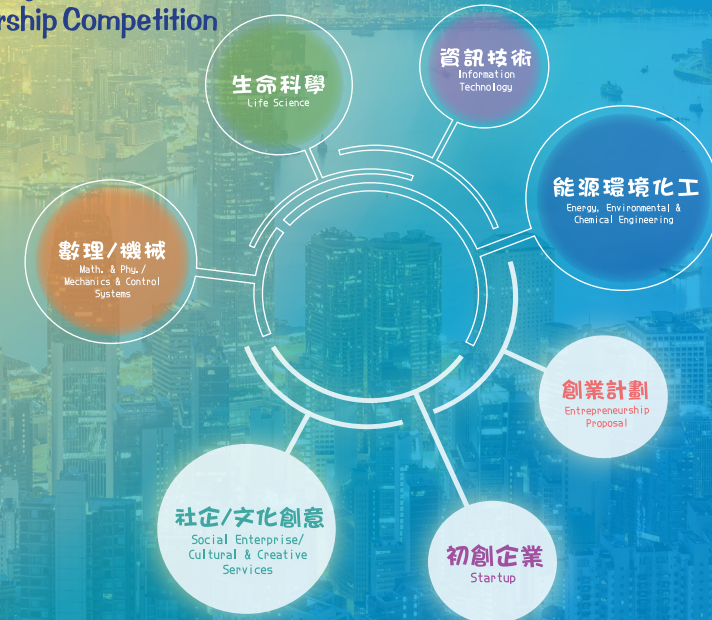 Competition
生命科學
Life Science
資訊技術
Information
Technology
能源環境化工
Energy, Environmental &
Chemical Engineering
數理/機械
Math. & Phy./
Mechanics & Control
Systems
創業計劃
Entrepreneurship
Proposal
社企/文化創意
Social Enterprise/
Cultural & Creative
Services
初創企業
Startup